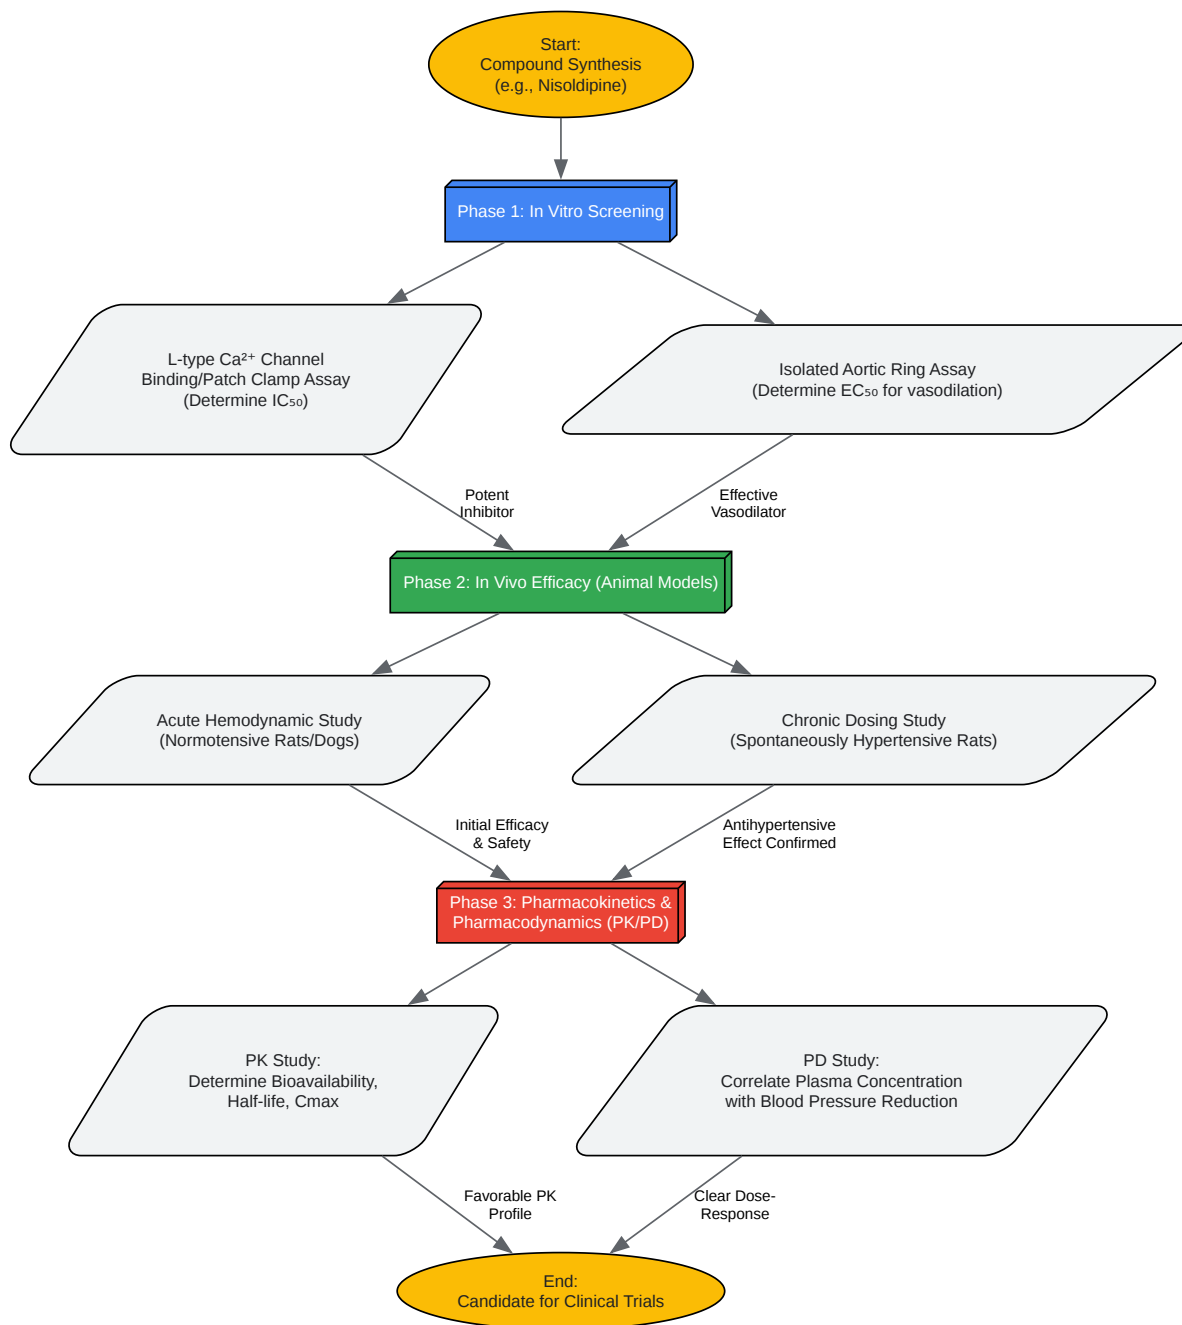 Start:
Compound Synthesis
(e.g., Nisoldipine)
Phase 1: In Vitro Screening
L-type Ca²⁺ Channel
Binding/Patch Clamp Assay
(Determine IC₅₀)
Isolated Aortic Ring Assay
(Determine EC₅₀ for vasodilation)
Potent
Inhibitor
Effective
Vasodilator
Phase 2: In Vivo Efficacy (Animal Models)
Acute Hemodynamic Study
(Normotensive Rats/Dogs)
Chronic Dosing Study
(Spontaneously Hypertensive Rats)
Initial Efficacy
& Safety
Antihypertensive
Effect Confirmed
Phase 3: Pharmacokinetics &
Pharmacodynamics (PK/PD)
PK Study:
Determine Bioavailability,
Half-life, Cmax
PD Study:
Correlate Plasma Concentration
with Blood Pressure Reduction
Favorable PK
Profile
Clear Dose-
Response
End:
Candidate for Clinical Trials